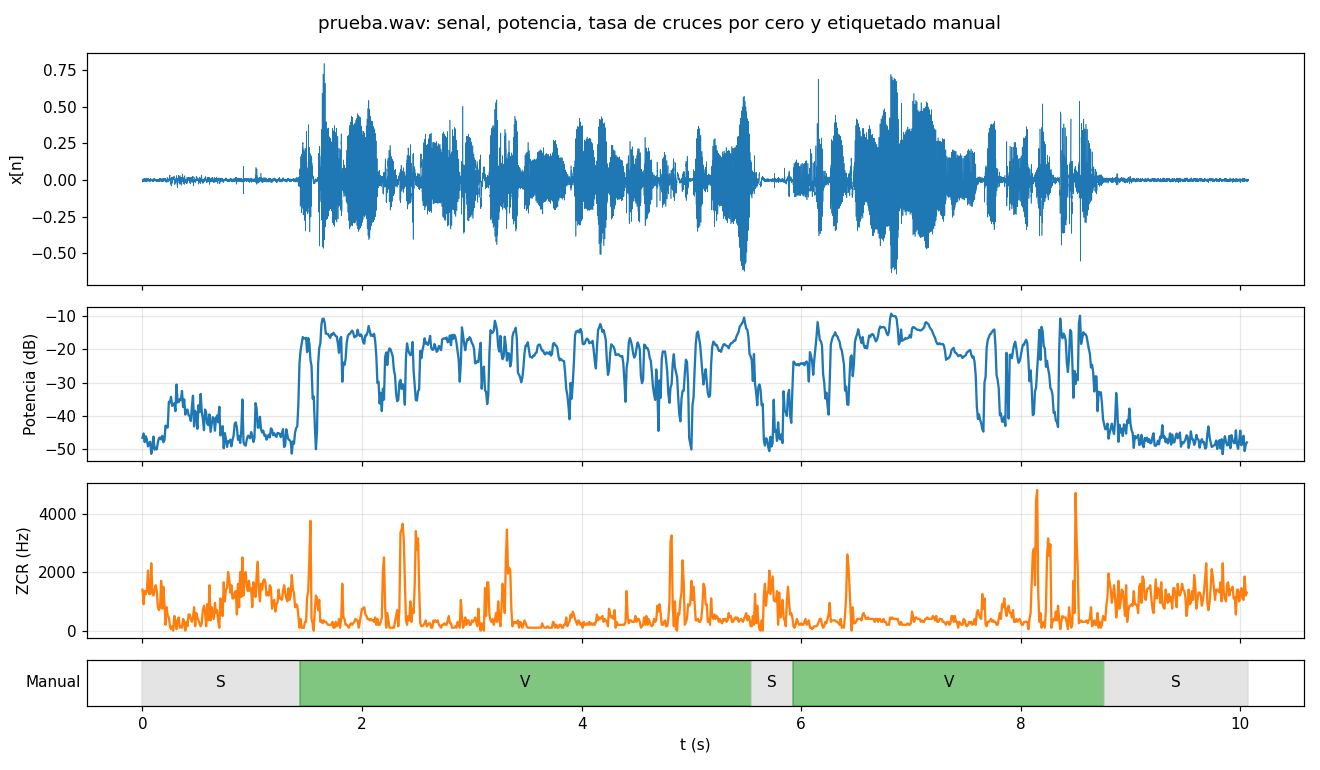 prueba.wav: senal, potencia, tasa de cruces por cero y etiquetado manual
x[n]
0.75
0.50
0.25
0.00
−0.25
−0.50
Potencia (dB)
−10
−20
−30
−40
−50
ZCR (Hz)
4000
2000
0
Manual S V S V S
0 2 4 6 8 10
t (s)